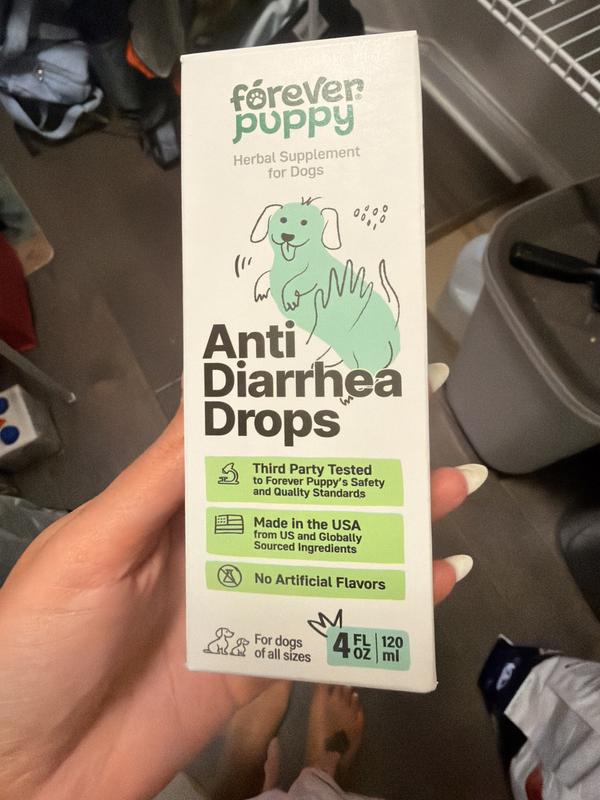 fórever
puppy
Herbal Supplement
for Dogs
Anti
Diarrhea
Drops
Third Party Tested
to Forever Puppy's Safety
and Quality Standards
Made in the USA
from US and Globally
Sourced Ingredients
No Artificial Flavors
For dogs
of all sizes
4 FL OZ | 120 ml